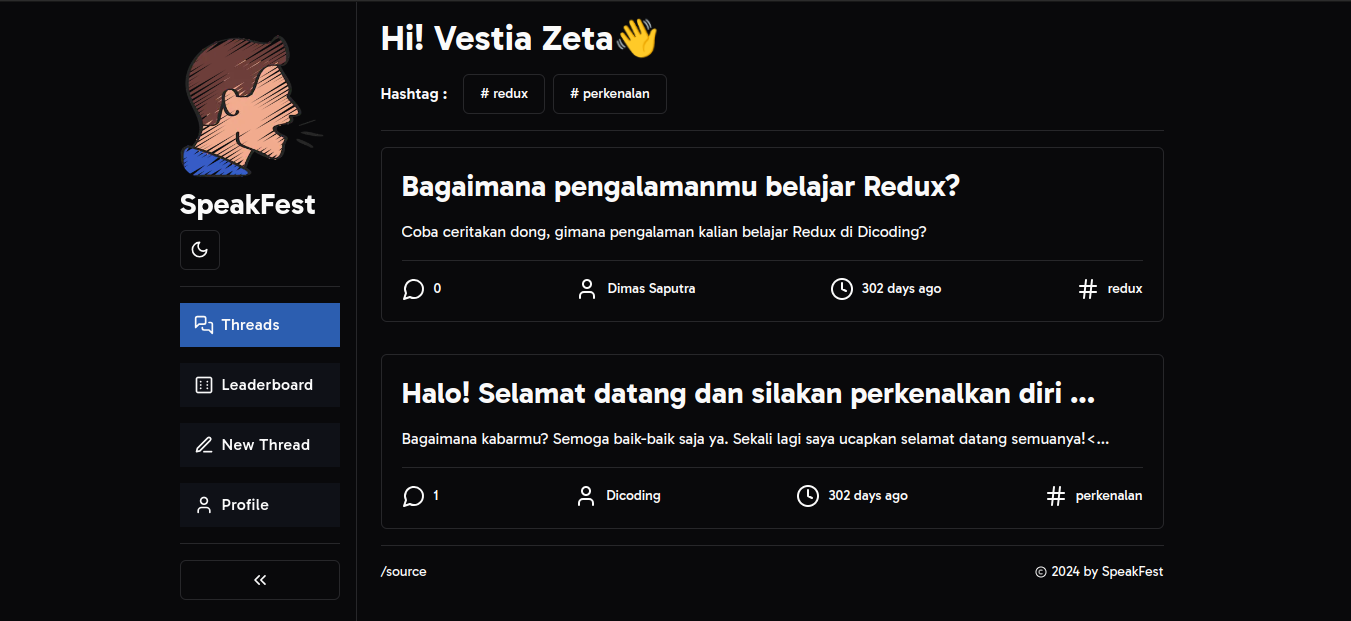 SpeakFest
Threads
Leaderboard
New Thread
Profile
Hi! Vestia Zeta👋
Hashtag : # redux # perkenalan
Bagaimana pengalamanmu belajar Redux?
Coba ceritakan dong, gimana pengalaman kalian belajar Redux di Dicoding?
0 Dimas Saputra 302 days ago # redux
Halo! Selamat datang dan silakan perkenalkan diri ...
Bagaimana kabarmu? Semoga baik-baik saja ya. Sekali lagi saya ucapkan selamat datang semuanya!<...
1 Dicoding 302 days ago # perkenalan
/source © 2024 by SpeakFest